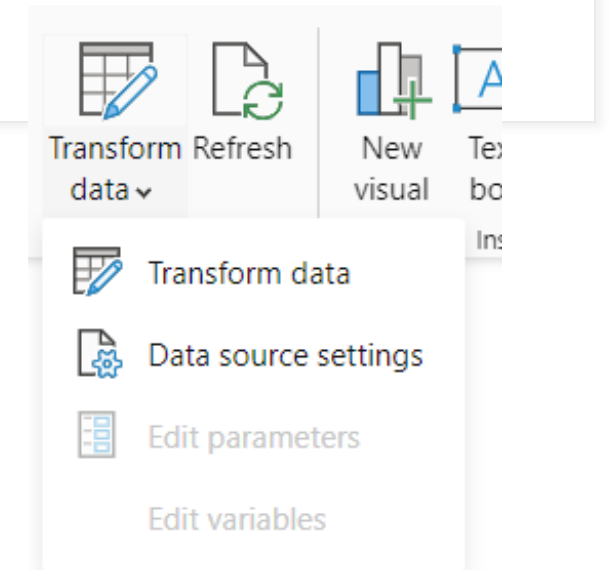 Transform Refresh New
data visual
Transform data
Data source settings
Edit parameters
Edit variables